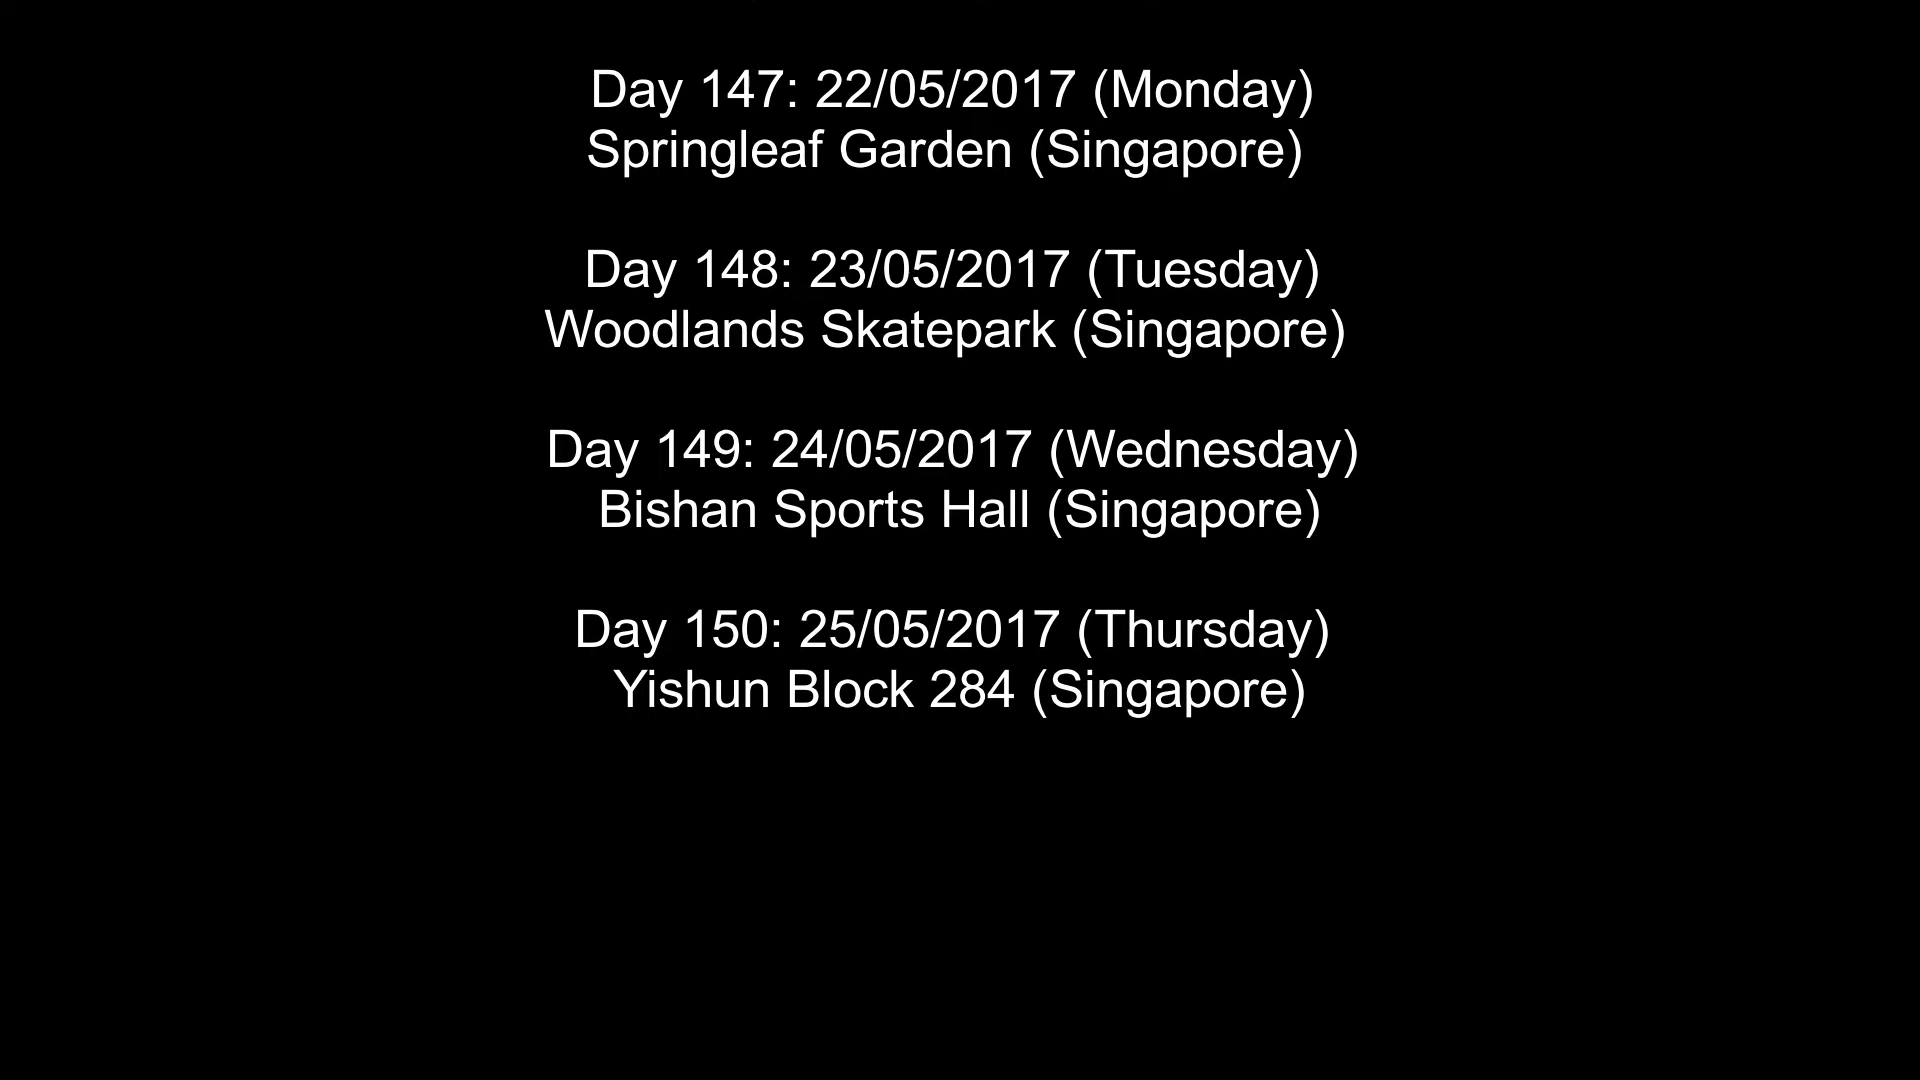 Day 147: 22/05/2017 (Monday)
Springleaf Garden (Singapore)
Day 148: 23/05/2017 (Tuesday)
Woodlands Skatepark (Singapore)
Day 149: 24/05/2017 (Wednesday)
Bishan Sports Hall (Singapore)
Day 150: 25/05/2017 (Thursday)
Yishun Block 284 (Singapore)